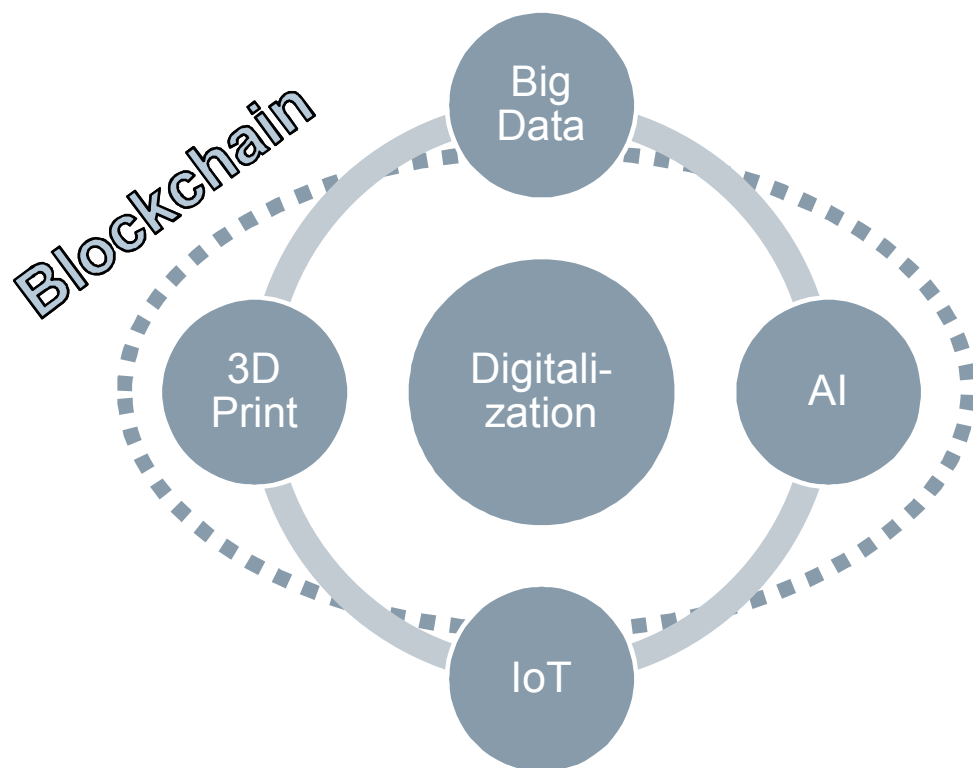 Big
Data
Blockchain
3D
Print
Digitali-
zation
AI
IoT